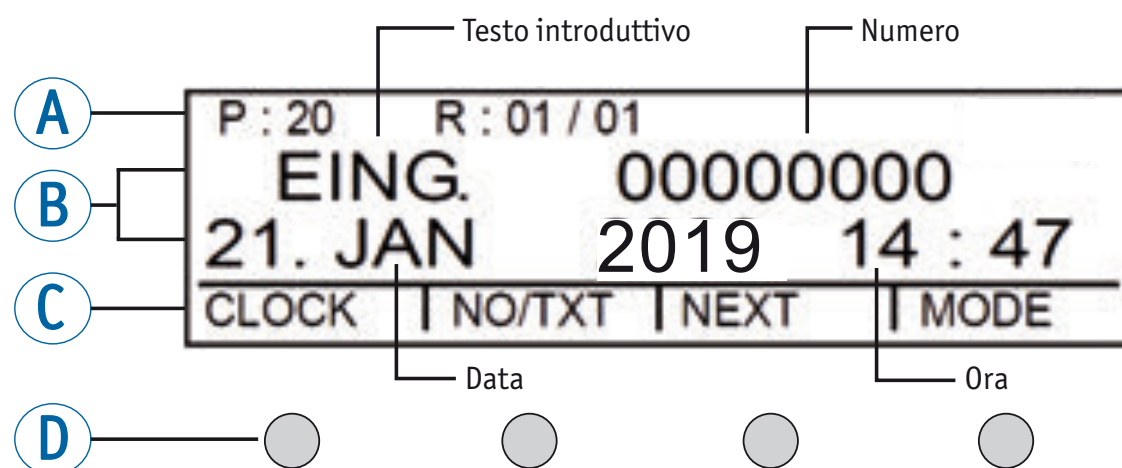 Testo introduttivo Numero
A P : 20 R : 01 / 01
B EING. 00000000
21. JAN 2019 14 : 47
C CLOCK NO/TXT NEXT MODE
Data Ora
D